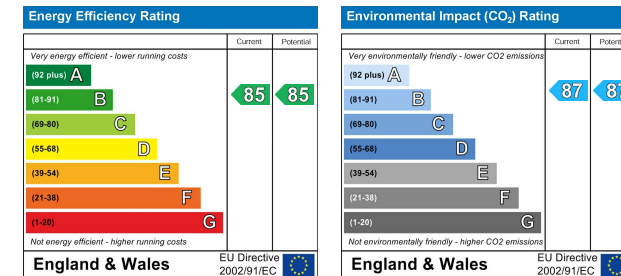 Energy Efficiency Rating
Current Potential
Very energy efficient - lower running costs
(92 plus) A
(81-91) B
(69-80) C
(55-68) D
(39-54) E
(21-38) F
(1-20) G
85 85
Not energy efficient - higher running costs
England & Wales
EU Directive
2002/91/EC
Environmental Impact (CO₂) Rating
Current Potent
Very environmentally friendly - lower CO2 emissions
(92 plus) A
(81-91) B
(69-80) C
(55-68) D
(39-54) E
(21-38) F
(1-20) G
87 87
Not environmentally friendly - higher CO2 emissions
England & Wales
EU Directive
2002/91/EC